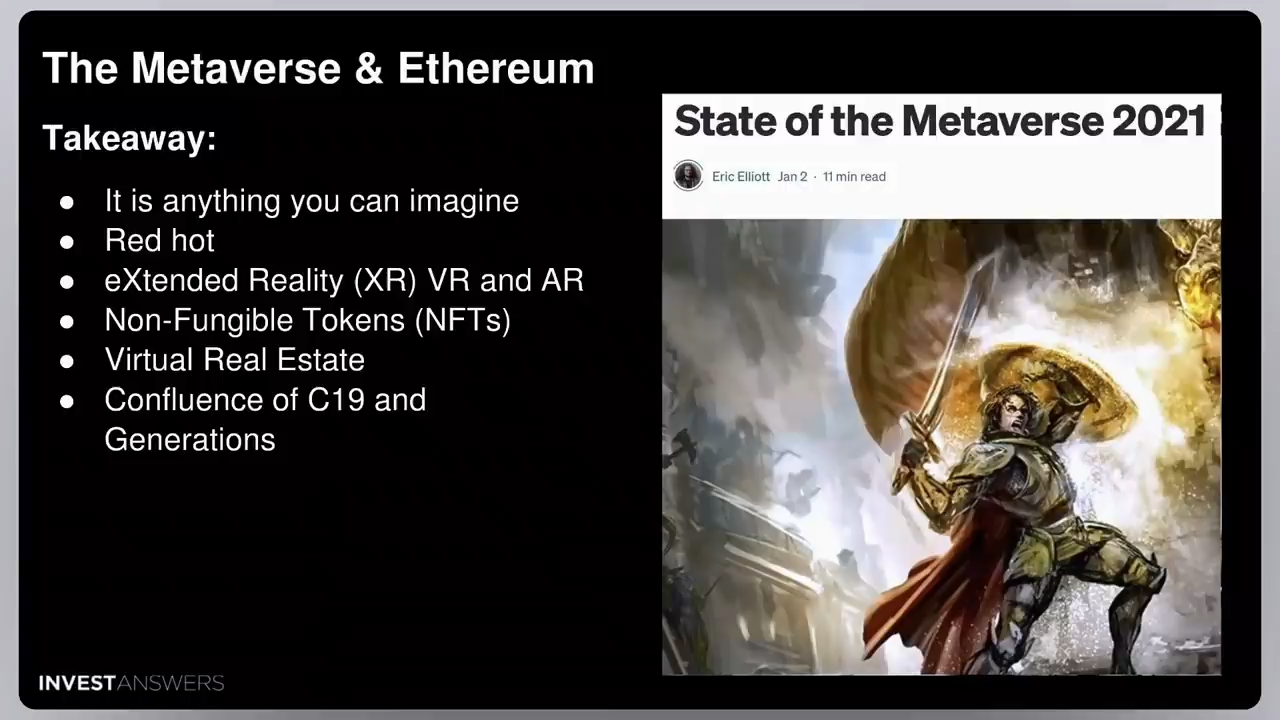 The Metaverse & Ethereum
Takeaway:
● It is anything you can imagine
● Red hot
● eXtended Reality (XR) VR and AR
● Non-Fungible Tokens (NFTs)
● Virtual Real Estate
● Confluence of C19 and
Generations
State of the Metaverse 2021
Eric Elliott Jan 2 · 11 min read
INVESTANSWERS